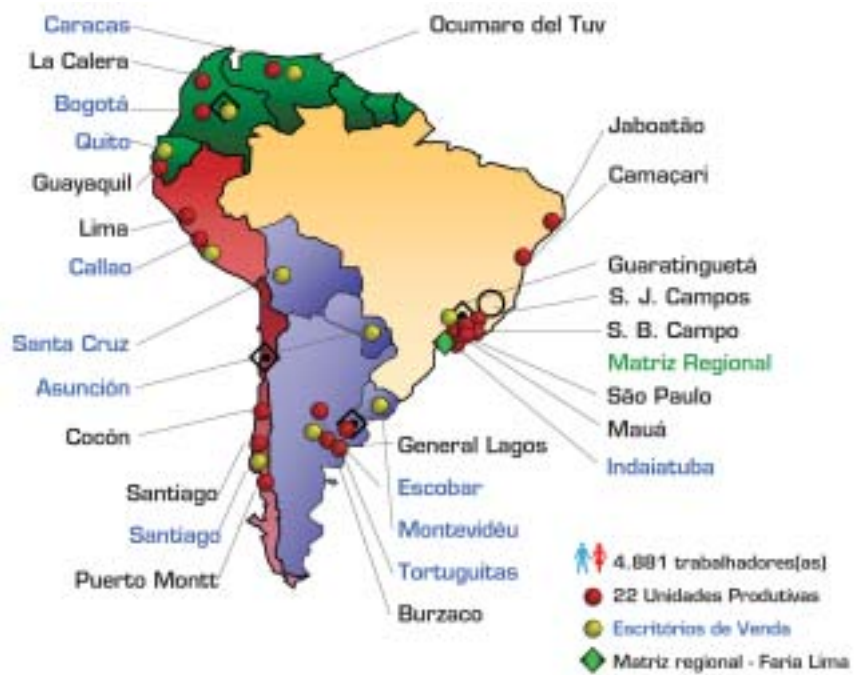 Caracas
Ocumare del Tuv
La Calera
Bogotá
Quito
Guayaquil
Lima
Callao
Santa Cruz
Asunción
Cocón
Santiago
Santiago
Puerto Montt
Jaboatão
Camaçari
Guaratinguetá
S. J. Campos
S. B. Campo
Matriz Regional
São Paulo
Mauá
Indaiatuba
General Lagos
Escobar
Montevidéu
Tortuguitas
Burzaco
4.881 trabalhadores(as)
22 Unidades Produtivas
Escritórios de Venda
Matriz regional - Faria Lima